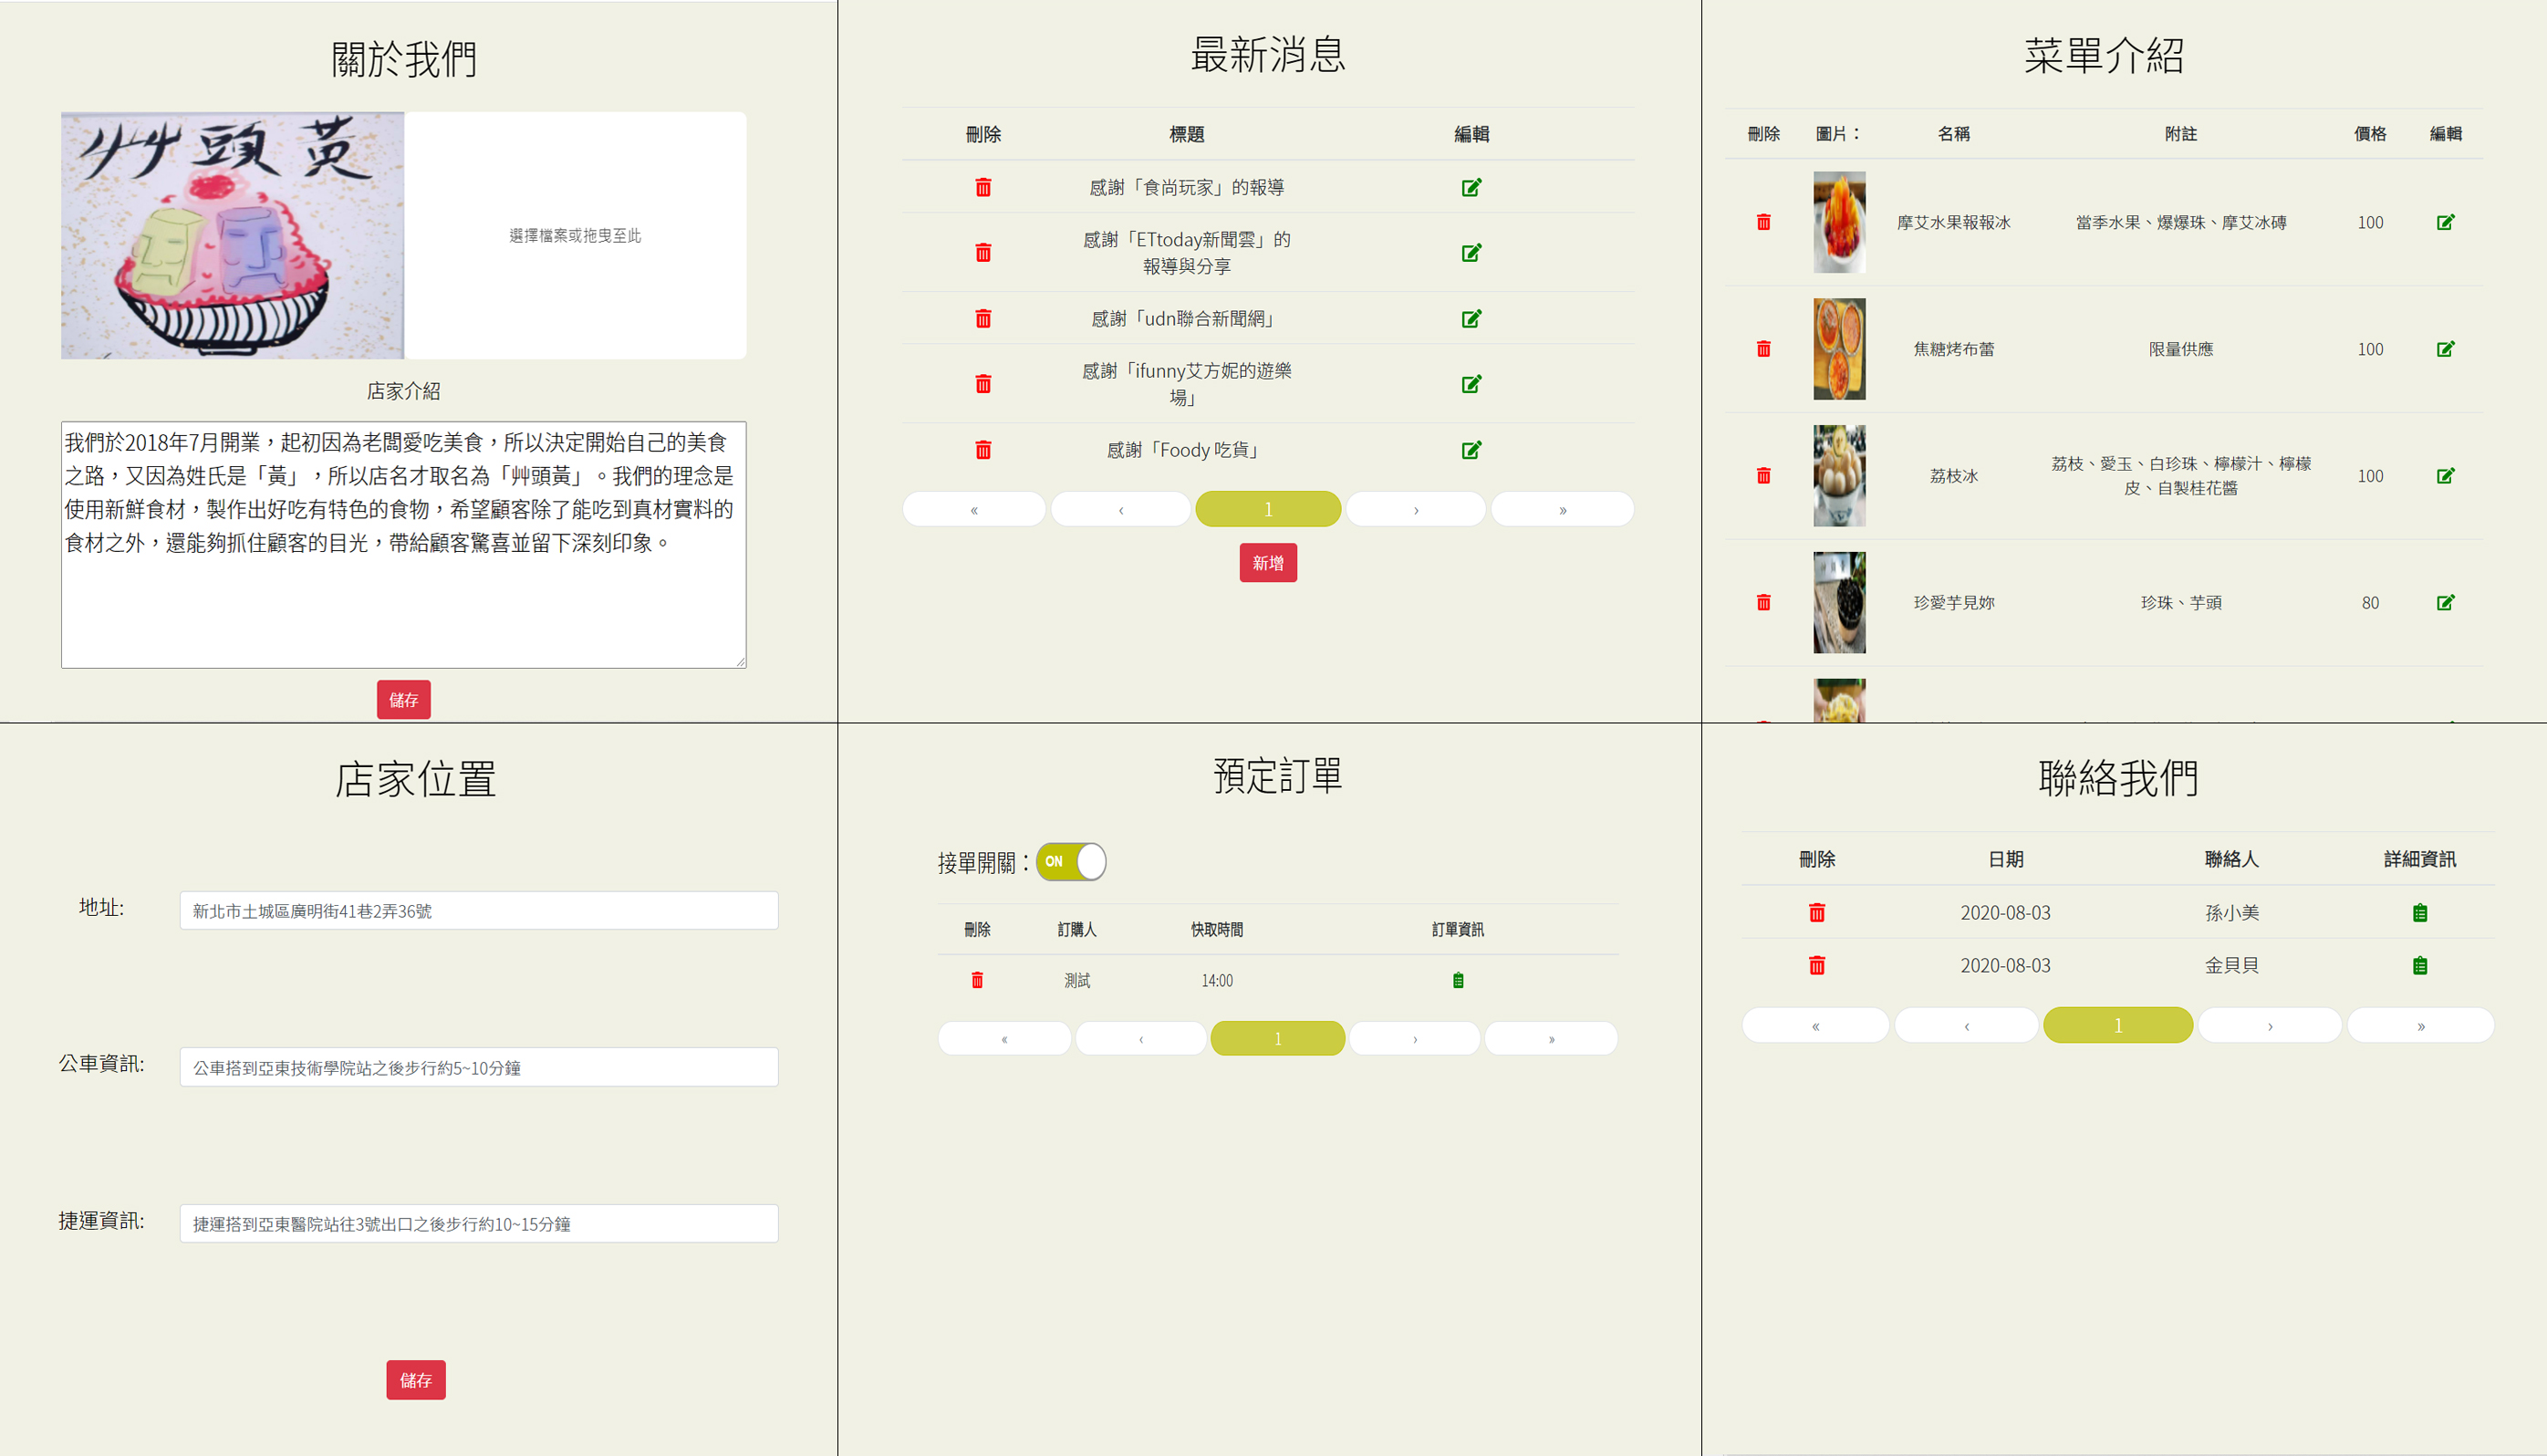 關於我們
艸頭黃
選擇檔案或拖曳至此
店家介紹
我們於2018年7月開業，起初因為老闆愛吃美食，所以決定開始自己的美食
之路，又因為姓氏是「黃」，所以店名才取名為「艸頭黃」。我們的理念是
使用新鮮食材，製作出好吃有特色的食物，希望顧客除了能吃到真材實料的
食材之外，還能夠抓住顧客的目光，帶給顧客驚喜並留下深刻印象。
儲存
最新消息
刪除 標題 編輯
感謝「食尚玩家」的報導
感謝「ETtoday新聞雲」的
報導與分享
感謝「udn聯合新聞網」
感謝「ifunny艾方妮的遊樂
場」
感謝「Foody 吃貨」
« ‹ 1 › »
新增
菜單介紹
刪除 圖片： 名稱 附註 價格 編輯
摩艾水果報報冰 當季水果、爆爆珠、摩艾冰磚 100
焦糖烤布蕾 限量供應 100
荔枝冰 荔枝、愛玉、白珍珠、檸檬汁、檸檬
皮、自製桂花醬 100
珍愛芋見妳 珍珠、芋頭 80
店家位置
地址: 新北市土城區廣明街41巷2弄36號
公車資訊: 公車搭到亞東技術學院站之後步行約5~10分鐘
捷運資訊: 捷運搭到亞東醫院站往3號出口之後步行約10~15分鐘
儲存
預定訂單
接單開關： ON
刪除 訂購人 快取時間 訂單資訊
測試 14:00
« ‹ 1 › »
聯絡我們
刪除 日期 聯絡人 詳細資訊
2020-08-03 孫小美
2020-08-03 金貝貝
« ‹ 1 › »